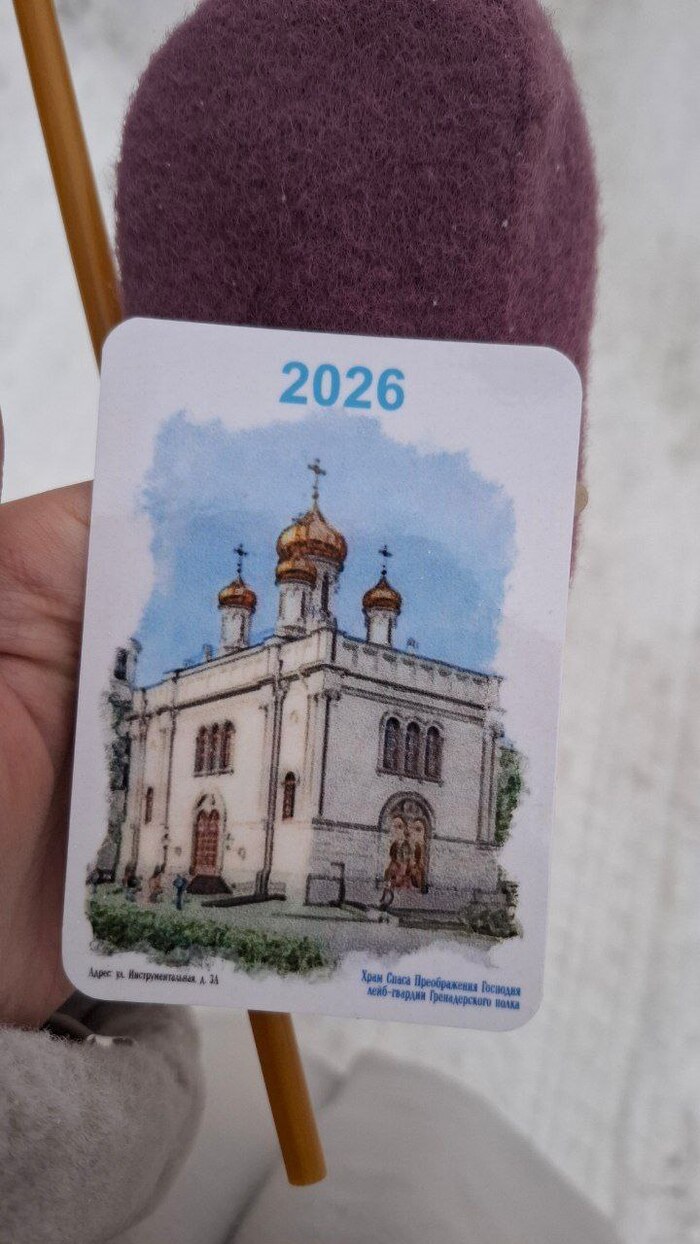 2026
Адрес: ул. Инструментальная, д. 3А
Храм Спаса Преображения Господня
лейб-гвардии Гренадерского полка